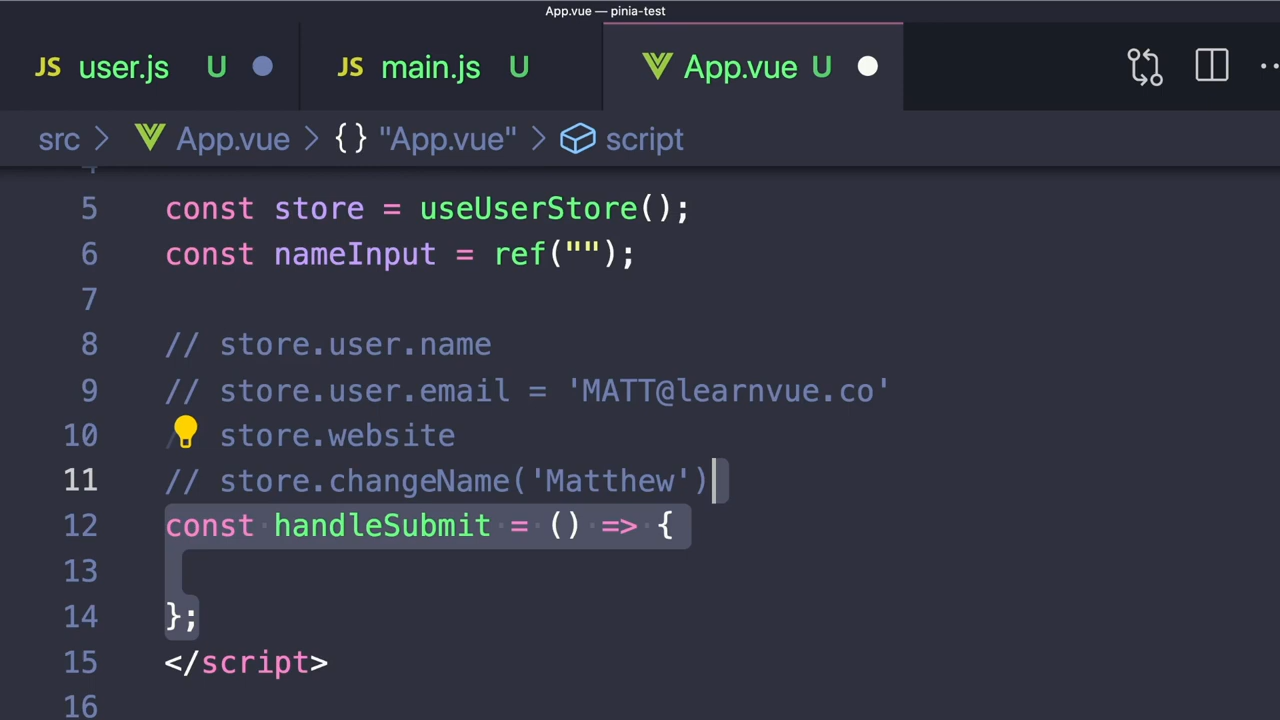 App.vue — pinia-test
JS user.js U JS main.js U App.vue U
src > App.vue > {} "App.vue" > script
4
5 const store = useUserStore();
6 const nameInput = ref("");
7
8 // store.user.name
9 // store.user.email = 'MATT@learnvue.co'
10 // store.website
11 // store.changeName('Matthew')
12 const handleSubmit = () => {
13
14 };
15 </script>
16